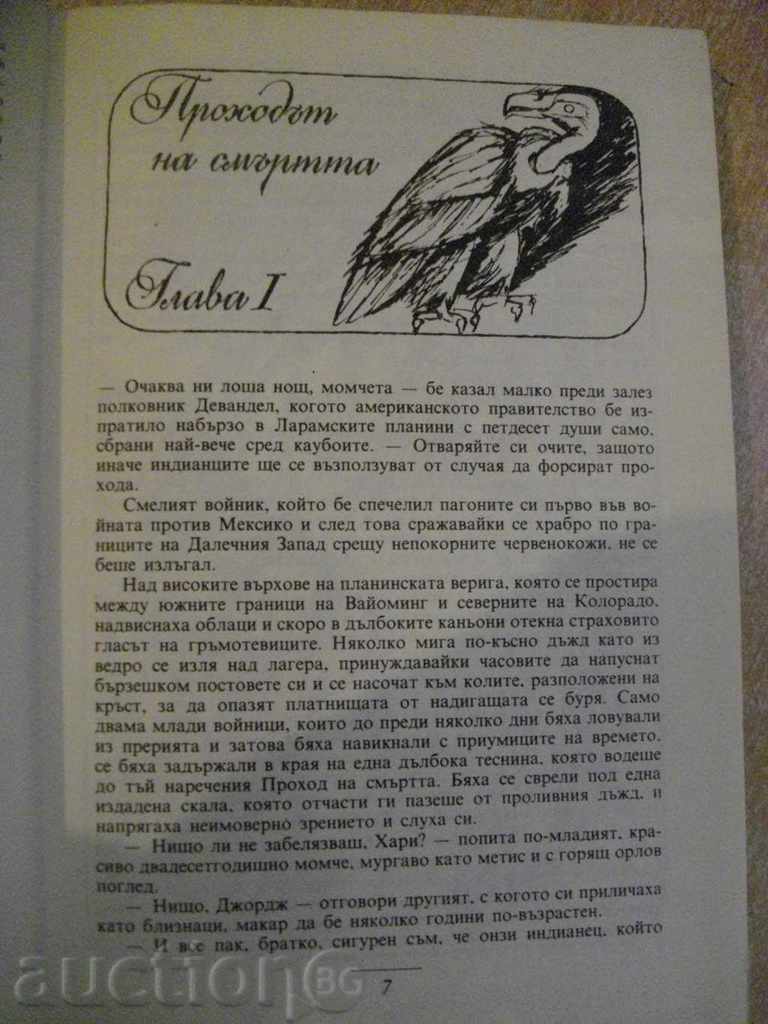 Проходът
на смъртта
Глава I
— Очаква ни лоша нощ, момчета — бе казал малко преди залез
полковник Девандел, когото американското правителство бе из-
пратило набързо в Ларамските планини с петдесет души само,
сбрани най-вече сред каубоите. — Отваряйте си очите, защото
иначе индианците ще се възползуват от случая да форсират про-
хода.
Смелият войник, който бе спечелил пагоните си първо във во-
йната против Мексико и след това сражавайки се храбро по гра-
ниците на Далечния Запад срещу непокорните червенокожи, не се
беше излъгал.
Над високите върхове на планинската верига, която се простира
между южните граници на Вайоминг и северните на Колорадо,
надвиснаха облаци и скоро в дълбоките каньони отекна страховито
гласът на гръмотевиците. Няколко мига по-късно дъжд като из
ведро се изля над лагера, принуждавайки часовите да напуснат
бързешком постовете си и се насочат към колите, разположени на
кръст, за да опазят платнищата от надигащата се буря. Само
двама млади войници, които до преди няколко дни бяха ловували
из прерията и затова бяха навикнали с приумиците на времето,
се бяха задържали в края на една дълбока теснина, която водеше
до тъй наречения Проход на смъртта. Бяха се сврели под една
издадена скала, която отчасти ги пазеше от проливния дъжд, и
напрягаха неимоверно зрението и слуха си.
— Нищо ли не забелязваш, Хари? — попита по-младият, кра-
сиво двадесетгодишно момче, мургаво като метис и с горящ орлов
поглед.
— Нищо, Джордж — отговори другият, с когото си приличаха
като близнаци, макар да бе няколко години по-възрастен.
— И все пак, братко, сигурен съм, че онзи индианец, който
7
auctionBG